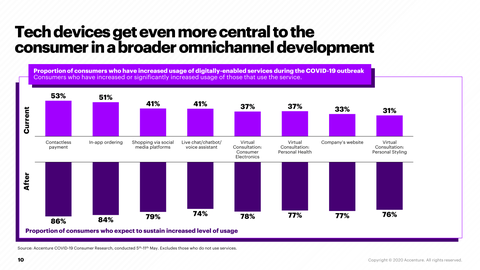 Tech devices get even more central to the
consumer in a broader omnichannel development
Proportion of consumers who have increased usage of digitally-enabled services during the COVID-19 outbreak
Consumers who have increased or significantly increased usage of those that use the service.
Current
53%
51%
41%
41%
37%
37%
33%
31%
Contactless
payment
In-app ordering
Shopping via social
media platforms
Live chat/chatbot/
voice assistant
Virtual
Consultation:
Consumer
Electronics
Virtual
Consultation:
Personal Health
Company's website
Virtual
Consultation:
Personal Styling
After
86%
84%
79%
74%
78%
77%
77%
76%
Proportion of consumers who expect to sustain increased level of usage
Source: Accenture COVID-19 Consumer Research, conducted 5th-11th May. Excludes those who do not use services.
10
Copyright © 2020 Accenture. All rights reserved.